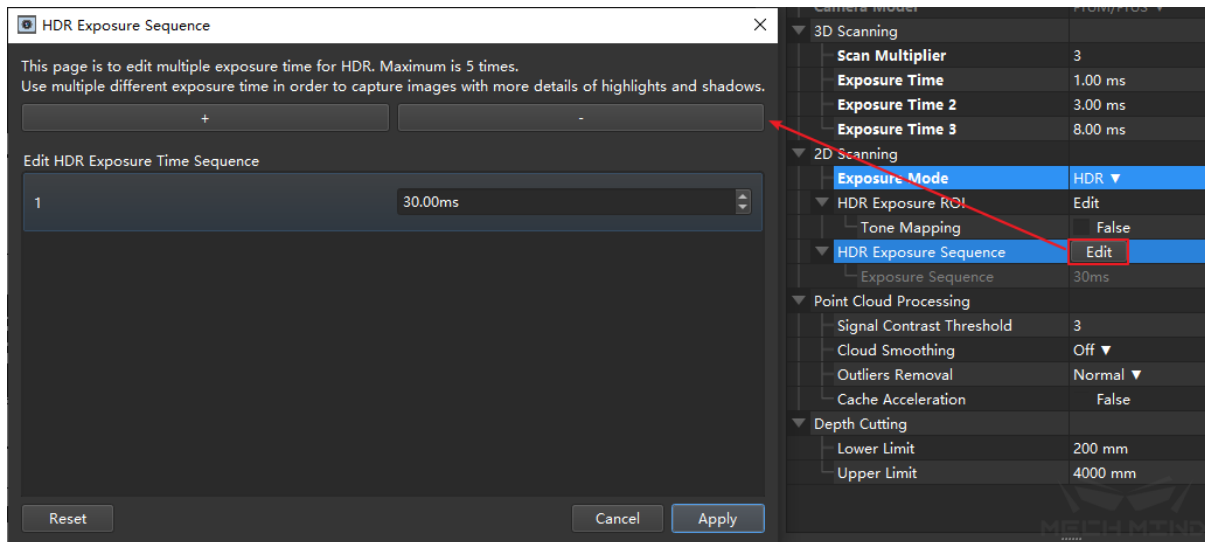 HDR Exposure Sequence
This page is to edit multiple exposure time for HDR. Maximum is 5 times.
Use multiple different exposure time in order to capture images with more details of highlights and shadows.
+ -
Edit HDR Exposure Time Sequence
1 30.00ms
Reset Cancel Apply
Camera Model
3D Scanning
Scan Multiplier 3
Exposure Time 1.00 ms
Exposure Time 2 3.00 ms
Exposure Time 3 8.00 ms
2D Scanning
Exposure Mode HDR ▼
HDR Exposure ROI Edit
Tone Mapping False
HDR Exposure Sequence Edit
Exposure Sequence 30ms
Point Cloud Processing
Signal Contrast Threshold 3
Cloud Smoothing Off ▼
Outliers Removal Normal ▼
Cache Acceleration False
Depth Cutting
Lower Limit 200 mm
Upper Limit 4000 mm
MECH MIND